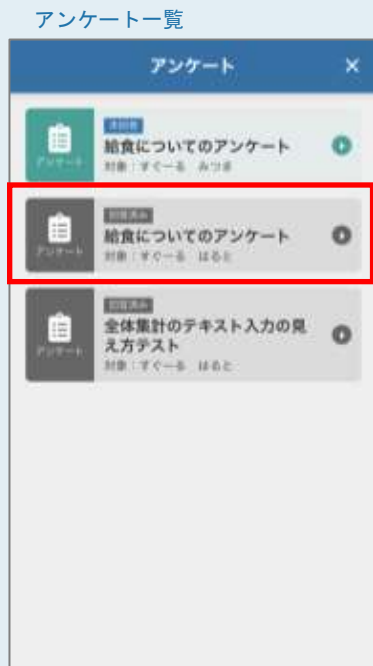 アンケート一覧
アンケート
未回答
給食についてのアンケート
アンケート
対象：すぐーる みつき
回答済み
給食についてのアンケート
アンケート
対象：すぐーる はると
回答済み
全体集計のテキスト入力の見
え方テスト
アンケート
対象：すぐーる はると